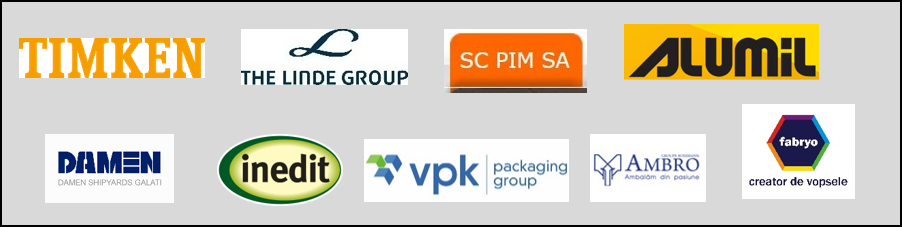 TIMKEN
THE LINDE GROUP
SC PIM SA
ALUMIL
DAMEN
DAMEN SHIPYARDS GALATI
inedit
vpk packaging
group
AMBRO
Ambalăm din pasiune
fabryo
creator de vopsele